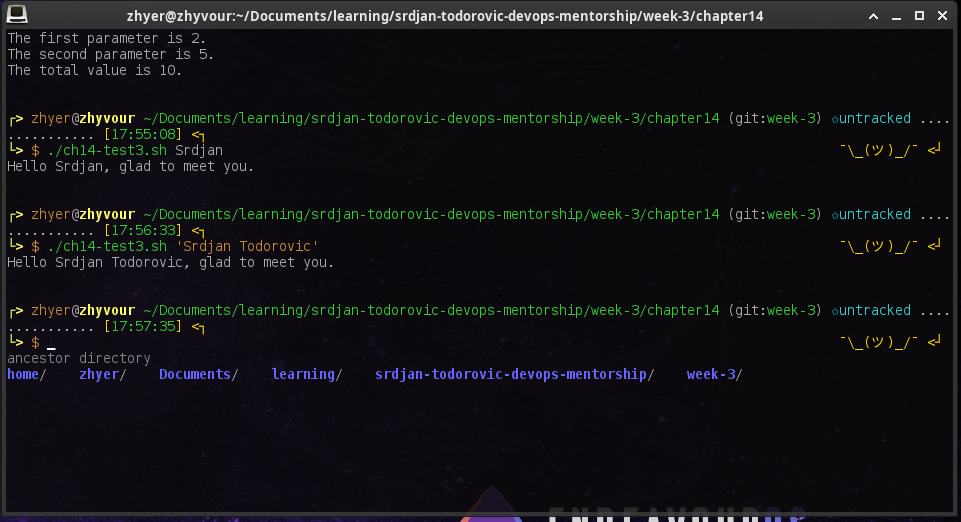 zhyer@zhyvour:~/Documents/learning/srdjan-todorovic-devops-mentorship/week-3/chapter14
The first parameter is 2.
The second parameter is 5.
The total value is 10.
┌> zhyer@zhyvour ~/Documents/learning/srdjan-todorovic-devops-mentorship/week-3/chapter14 (git:week-3) ✩untracked ....
........... [17:55:08] <┐
└> $ ./ch14-test3.sh Srdjan ¯\_(ツ)_/¯ <┘
Hello Srdjan, glad to meet you.
┌> zhyer@zhyvour ~/Documents/learning/srdjan-todorovic-devops-mentorship/week-3/chapter14 (git:week-3) ✩untracked ....
........... [17:56:33] <┐
└> $ ./ch14-test3.sh 'Srdjan Todorovic' ¯\_(ツ)_/¯ <┘
Hello Srdjan Todorovic, glad to meet you.
┌> zhyer@zhyvour ~/Documents/learning/srdjan-todorovic-devops-mentorship/week-3/chapter14 (git:week-3) ✩untracked ....
........... [17:57:35] <┐
└> $ _ ¯\_(ツ)_/¯ <┘
ancestor directory
home/ zhyer/ Documents/ learning/ srdjan-todorovic-devops-mentorship/ week-3/
ENDEAVOUROS